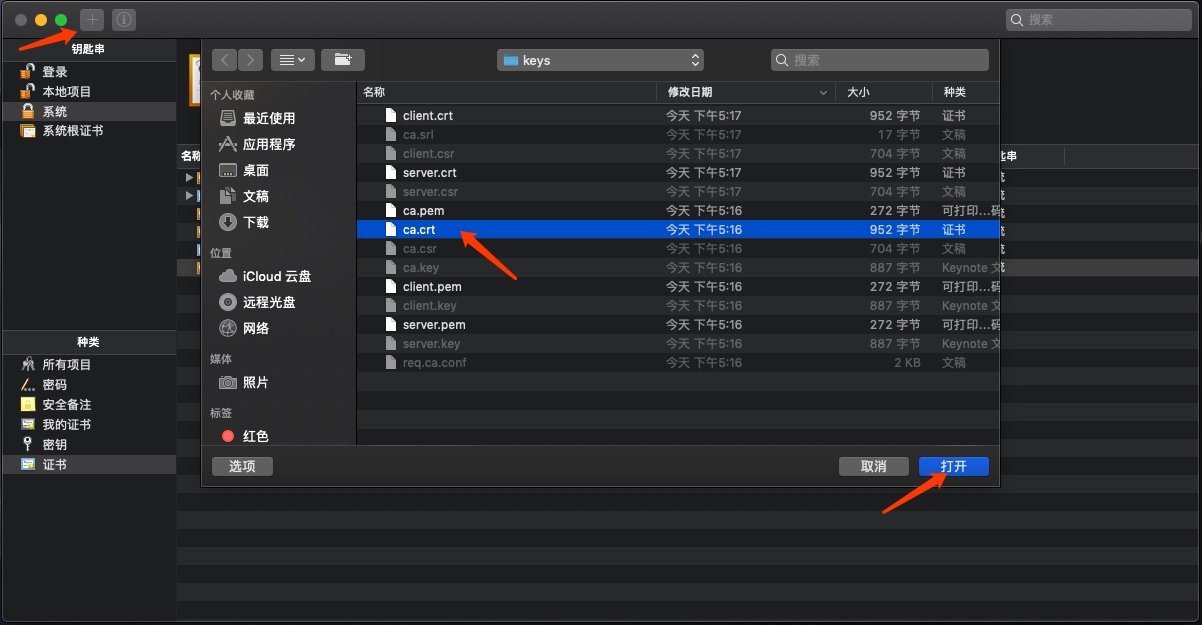 搜索
钥匙串
登录
本地项目
系统
系统根证书
种类
所有项目
密码
安全备注
我的证书
密钥
证书
名称
匙串
keys
搜索
个人收藏
最近使用
应用程序
桌面
文稿
下载
位置
iCloud 云盘
远程光盘
网络
媒体
照片
标签
红色
名称 修改日期 大小 种类
client.crt 今天 下午5:17 952 字节 证书
ca.srl 今天 下午5:17 17 字节 文稿
client.csr 今天 下午5:17 704 字节 文稿
server.crt 今天 下午5:17 952 字节 证书
server.csr 今天 下午5:17 704 字节 文稿
ca.pem 今天 下午5:16 272 字节 可打印...码
ca.crt 今天 下午5:16 952 字节 证书
ca.csr 今天 下午5:16 704 字节 文稿
ca.key 今天 下午5:16 887 字节 Keynote 文
client.pem 今天 下午5:16 272 字节 可打印...码
client.key 今天 下午5:16 887 字节 Keynote 文
server.pem 今天 下午5:16 272 字节 可打印...码
server.key 今天 下午5:16 887 字节 Keynote 文
req.ca.conf 今天 下午5:16 2 KB 文稿
选项 取消 打开